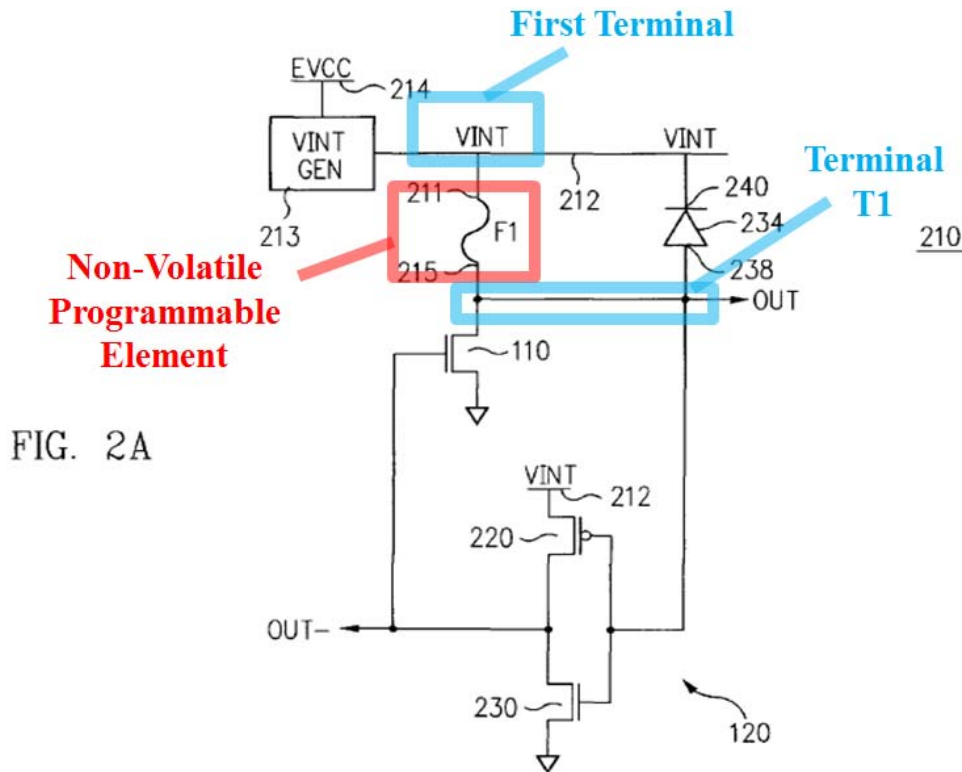 First Terminal
EVCC
214
VINT
GEN
213
VINT
212
VINT
Terminal
T1
211
F1
215
240
234
238
210
OUT
Non-Volatile
Programmable
Element
110
FIG. 2A
VINT
212
220
OUT-
230
120